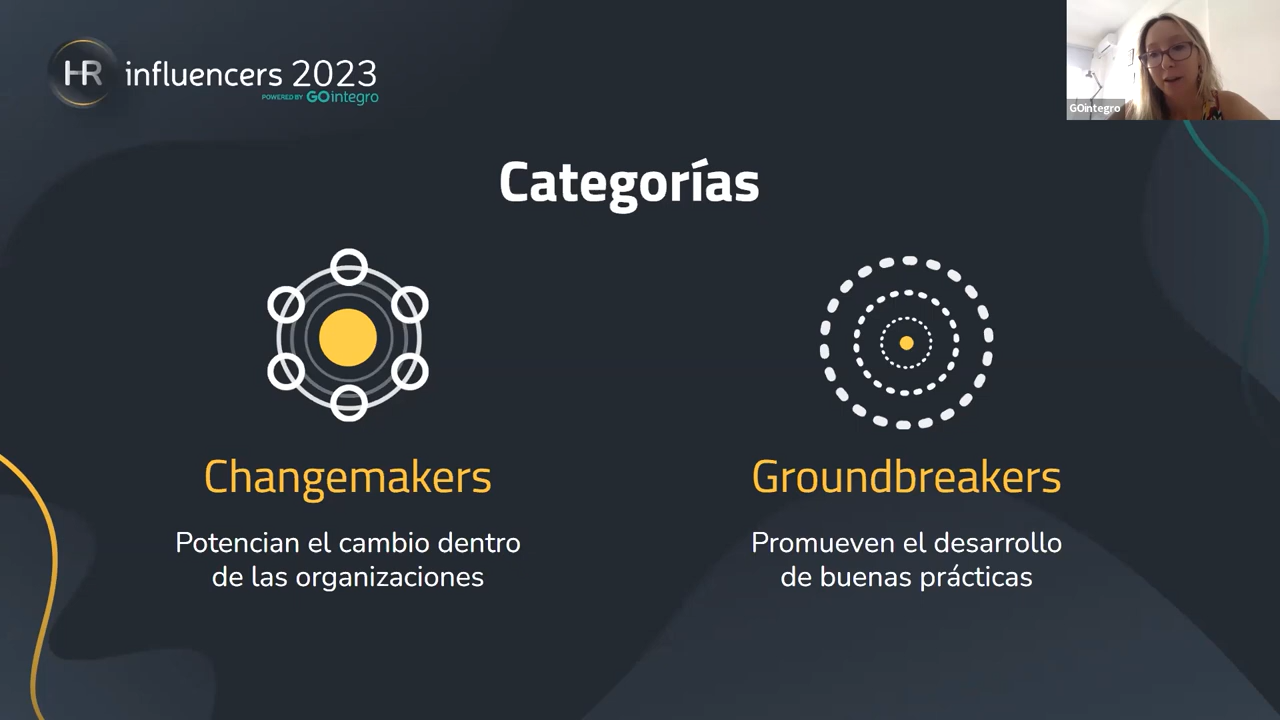 HR influencers 2023
POWERED BY GOintegro
GOintegro
Categorías
Changemakers
Potencian el cambio dentro
de las organizaciones
Groundbreakers
Promueven el desarrollo
de buenas prácticas